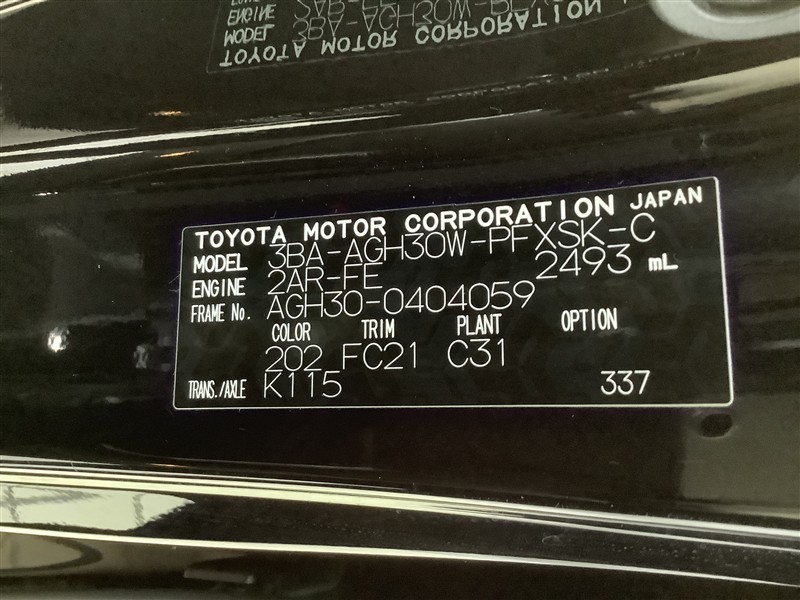 TOYOTA MOTOR CORPORATION JAPAN
MODEL 3BA-AGH30W-PFXSK-C
ENGINE 2AR-FE 2493 mL
FRAME No. AGH30-0404059
COLOR TRIM PLANT OPTION
202 FC21 C31
TRANS./AXLE K115 337